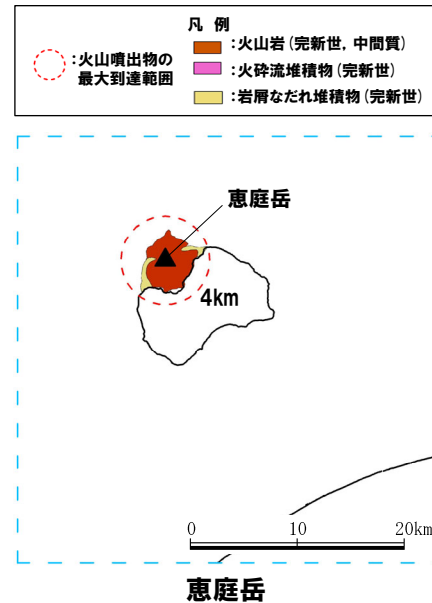 凡 例
:火山噴出物の
最大到達範囲
:火山岩(完新世, 中間質)
:火砕流堆積物(完新世)
:岩屑なだれ堆積物(完新世)
恵庭岳
4km
0 10 20km
恵庭岳